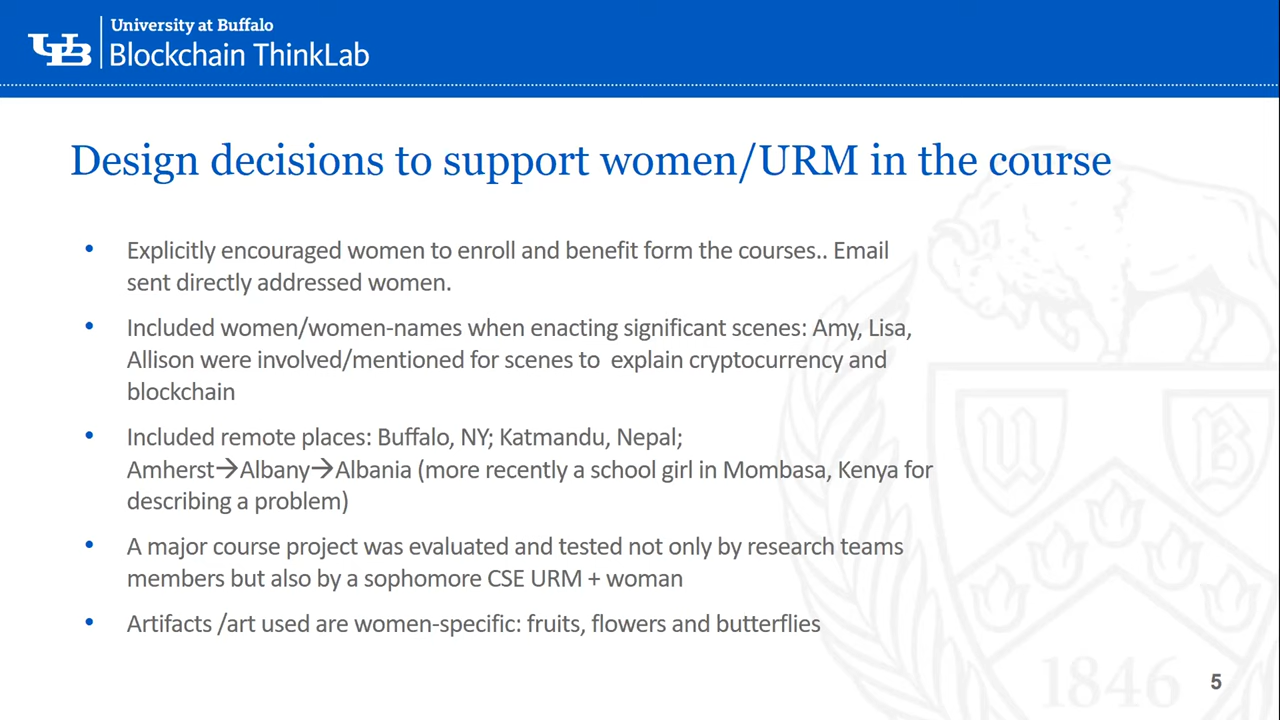 University at Buffalo
UB
Blockchain ThinkLab
Design decisions to support women/URM in the course
• Explicitly encouraged women to enroll and benefit form the courses.. Email
sent directly addressed women.
• Included women/women-names when enacting significant scenes: Amy, Lisa,
Allison were involved/mentioned for scenes to explain cryptocurrency and
blockchain
• Included remote places: Buffalo, NY; Katmandu, Nepal;
Amherst→Albany→Albania (more recently a school girl in Mombasa, Kenya for
describing a problem)
• A major course project was evaluated and tested not only by research teams
members but also by a sophomore CSE URM + woman
• Artifacts /art used are women-specific: fruits, flowers and butterflies
U B
1846
5